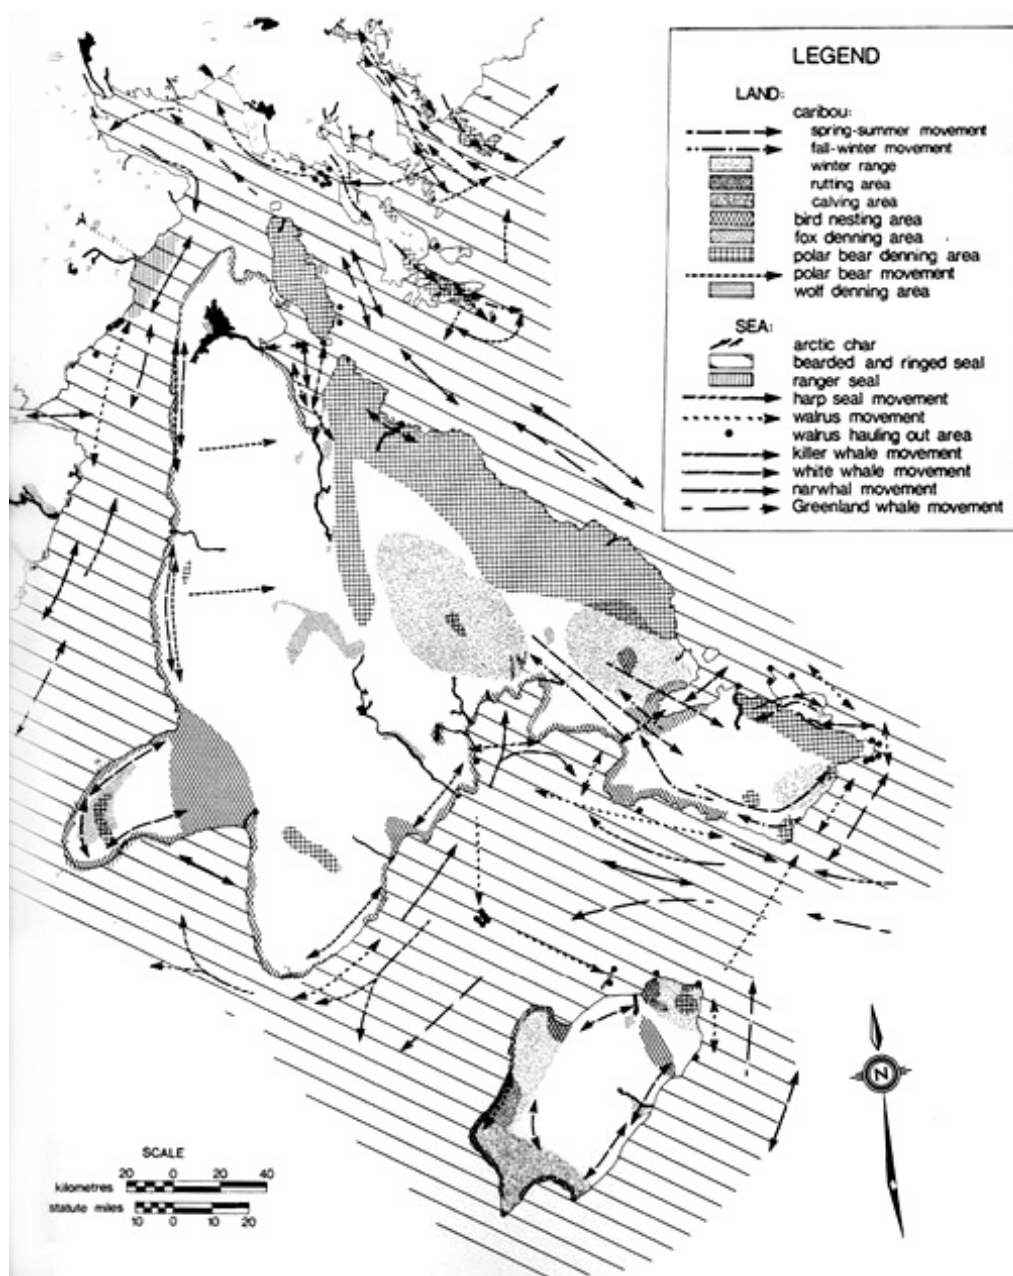 LEGEND
LAND:
caribou:
spring-summer movement
fall-winter movement
winter range
rutting area
calving area
bird nesting area
fox denning area
polar bear denning area
polar bear movement
wolf denning area
SEA:
arctic char
bearded and ringed seal
ranger seal
harp seal movement
walrus movement
walrus hauling out area
killer whale movement
white whale movement
narwhal movement
Greenland whale movement
A
N
SCALE
20 0 20 40
kilometres
statute miles
10 0 10 20